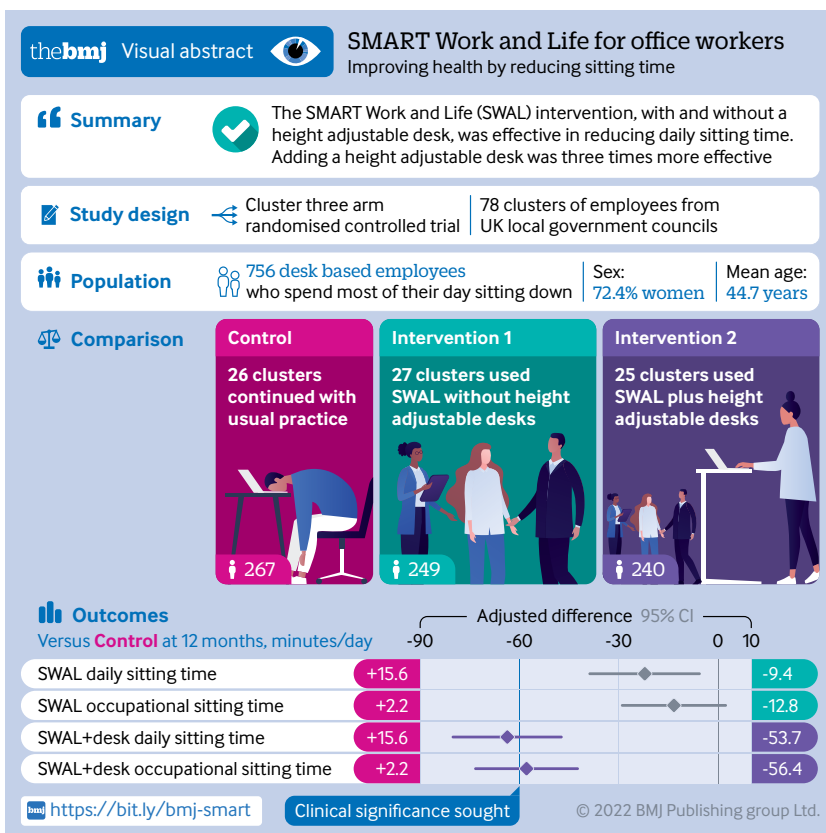 thebmj Visual abstract
SMART Work and Life for office workers
Improving health by reducing sitting time
Summary
The SMART Work and Life (SWAL) intervention, with and without a
height adjustable desk, was effective in reducing daily sitting time.
Adding a height adjustable desk was three times more effective
Study design
Cluster three arm
randomised controlled trial
78 clusters of employees from
UK local government councils
Population
756 desk based employees
who spend most of their day sitting down
Sex:
72.4% women
Mean age:
44.7 years
Comparison
Control
26 clusters
continued with
usual practice
267
Intervention 1
27 clusters used
SWAL without height
adjustable desks
249
Intervention 2
25 clusters used
SWAL plus height
adjustable desks
240
Outcomes
Versus Control at 12 months, minutes/day
Adjusted difference 95% CI
-90 -60 -30 0 10
SWAL daily sitting time +15.6 -9.4
SWAL occupational sitting time +2.2 -12.8
SWAL+desk daily sitting time +15.6 -53.7
SWAL+desk occupational sitting time +2.2 -56.4
bmj https://bit.ly/bmj-smart
Clinical significance sought
© 2022 BMJ Publishing group Ltd.